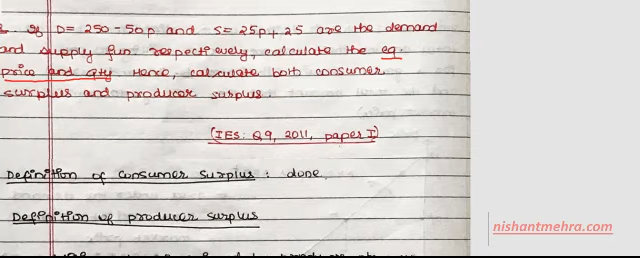 If D= 250-50p and S= 25p+25 are the demand
and supply fun. respectively, calculate the eq.
price and qty Hence, calculate both consumer
surplus and producer surplus.
(IES: Q9, 2011, paper I)
Definition of consumer surplus : done.
Definition of producer surplus
nishantmehra.com